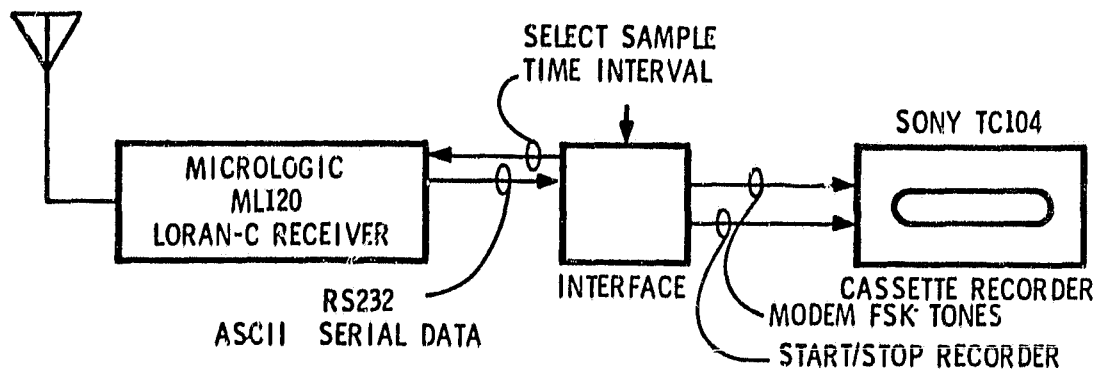 SELECT SAMPLE
TIME INTERVAL
SONY TC104
MICROLOGIC
ML120
LORAN-C RECEIVER
INTERFACE
CASSETTE RECORDER
RS232
ASCII SERIAL DATA
MODEM FSK TONES
START/STOP RECORDER